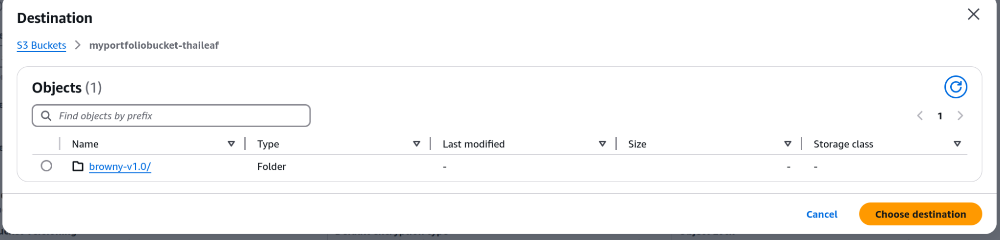 Destination
S3 Buckets > myportfoliobucket-thaileaf
Objects (1)
Find objects by prefix
1
Name Type Last modified Size Storage class
browny-v1.0/ Folder - - -
Cancel Choose destination